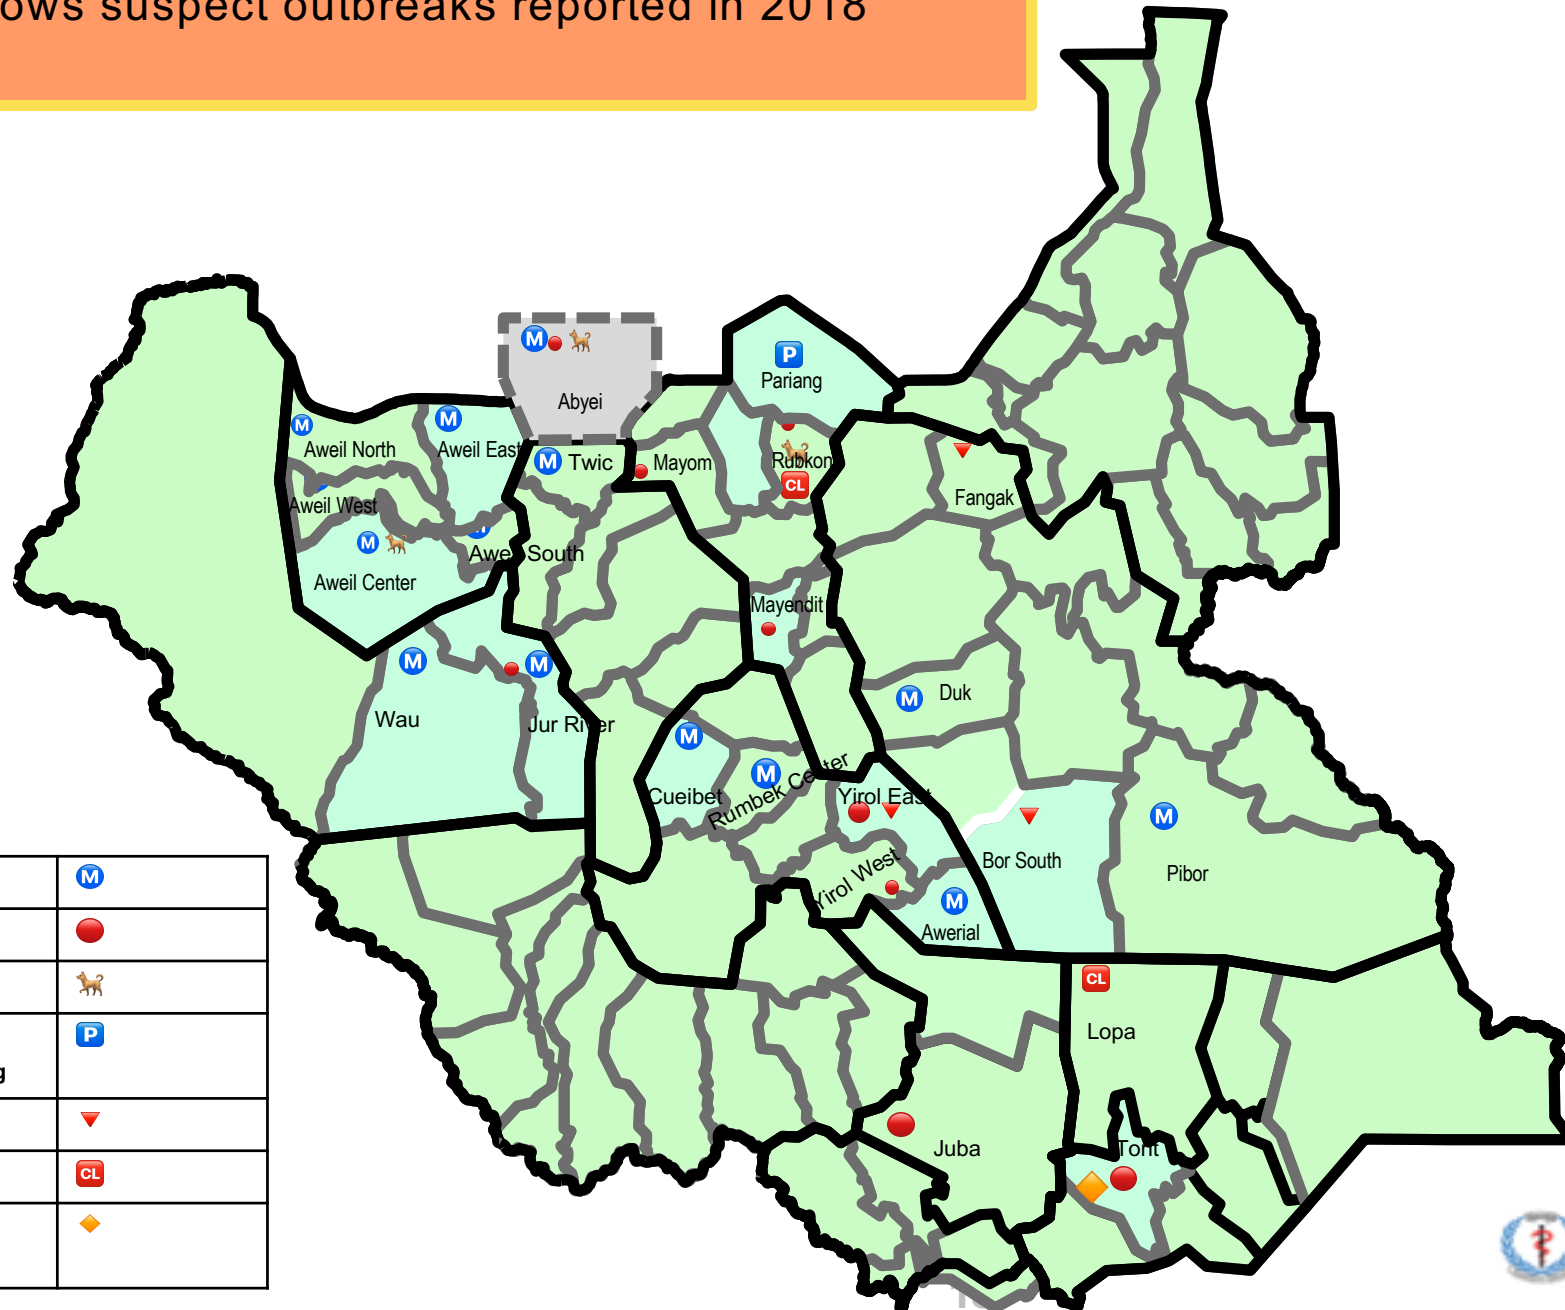 ows suspect outbreaks reported in 2018
M
Abyei
P
Pariang
M
Aweil North
M
Aweil East
M
Twic
Mayom
Rubkon
CL
Fangak
Aweil West
M
Aweil Center
South
Mayendit
M
Wau
M
Jur River
M
Duk
M
Cueibet
M
Rumbek Center
Yirol East
Bor South
M
Pibor
Yirol West
M
Awerial
CL
Lopa
Juba
Torit
M
P
g
CL